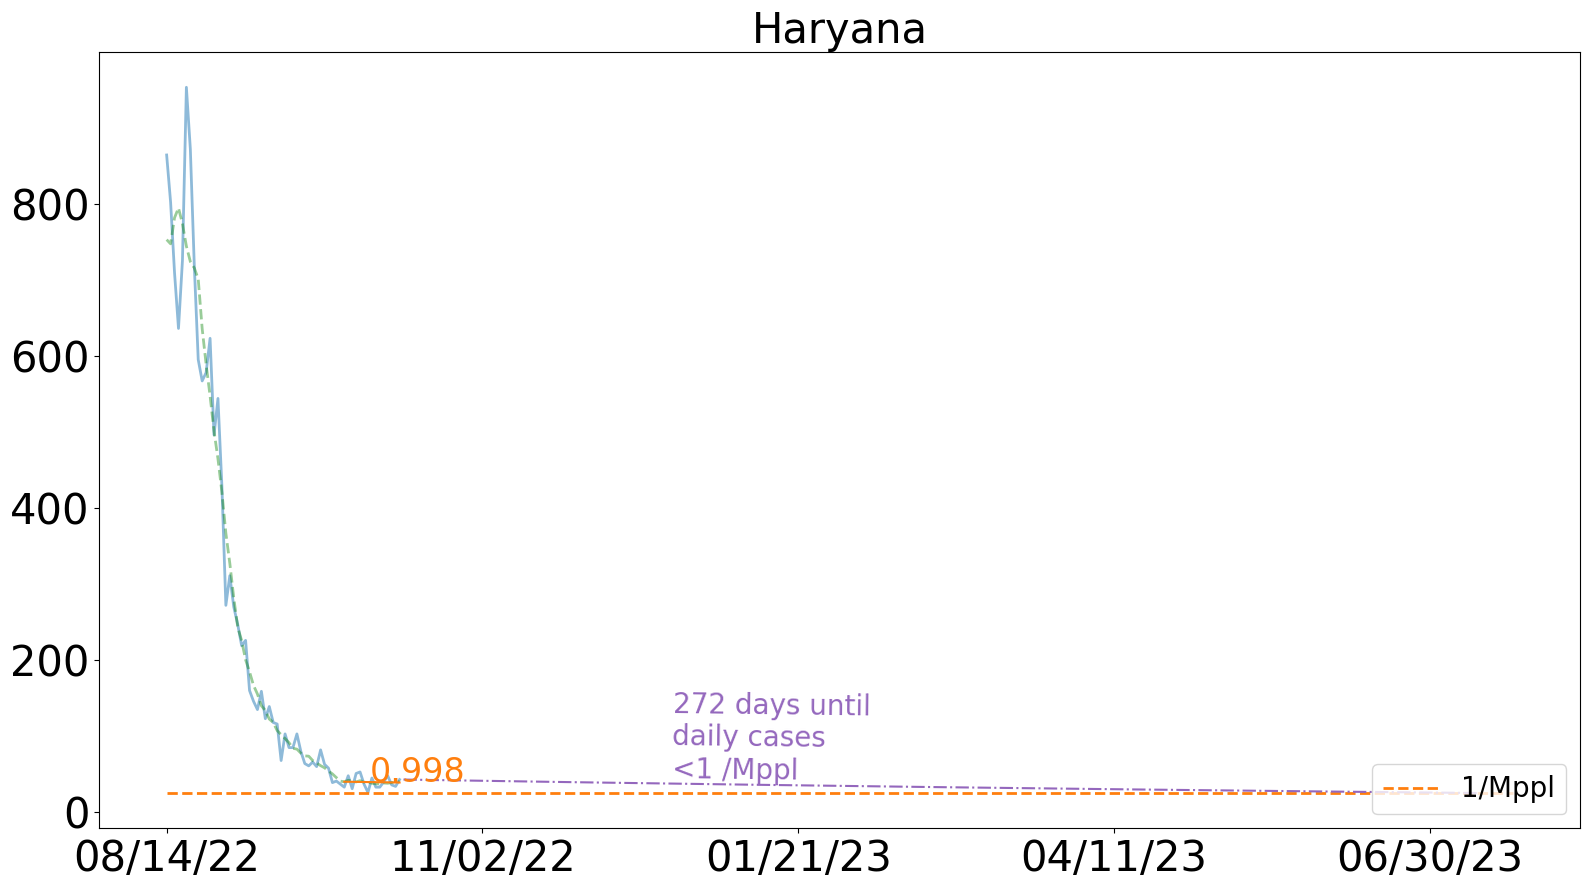 Haryana
800
600
400
200
0
272 days until
daily cases
<1 /Mppl
0.998
1/Mppl
08/14/22
11/02/22
01/21/23
04/11/23
06/30/23